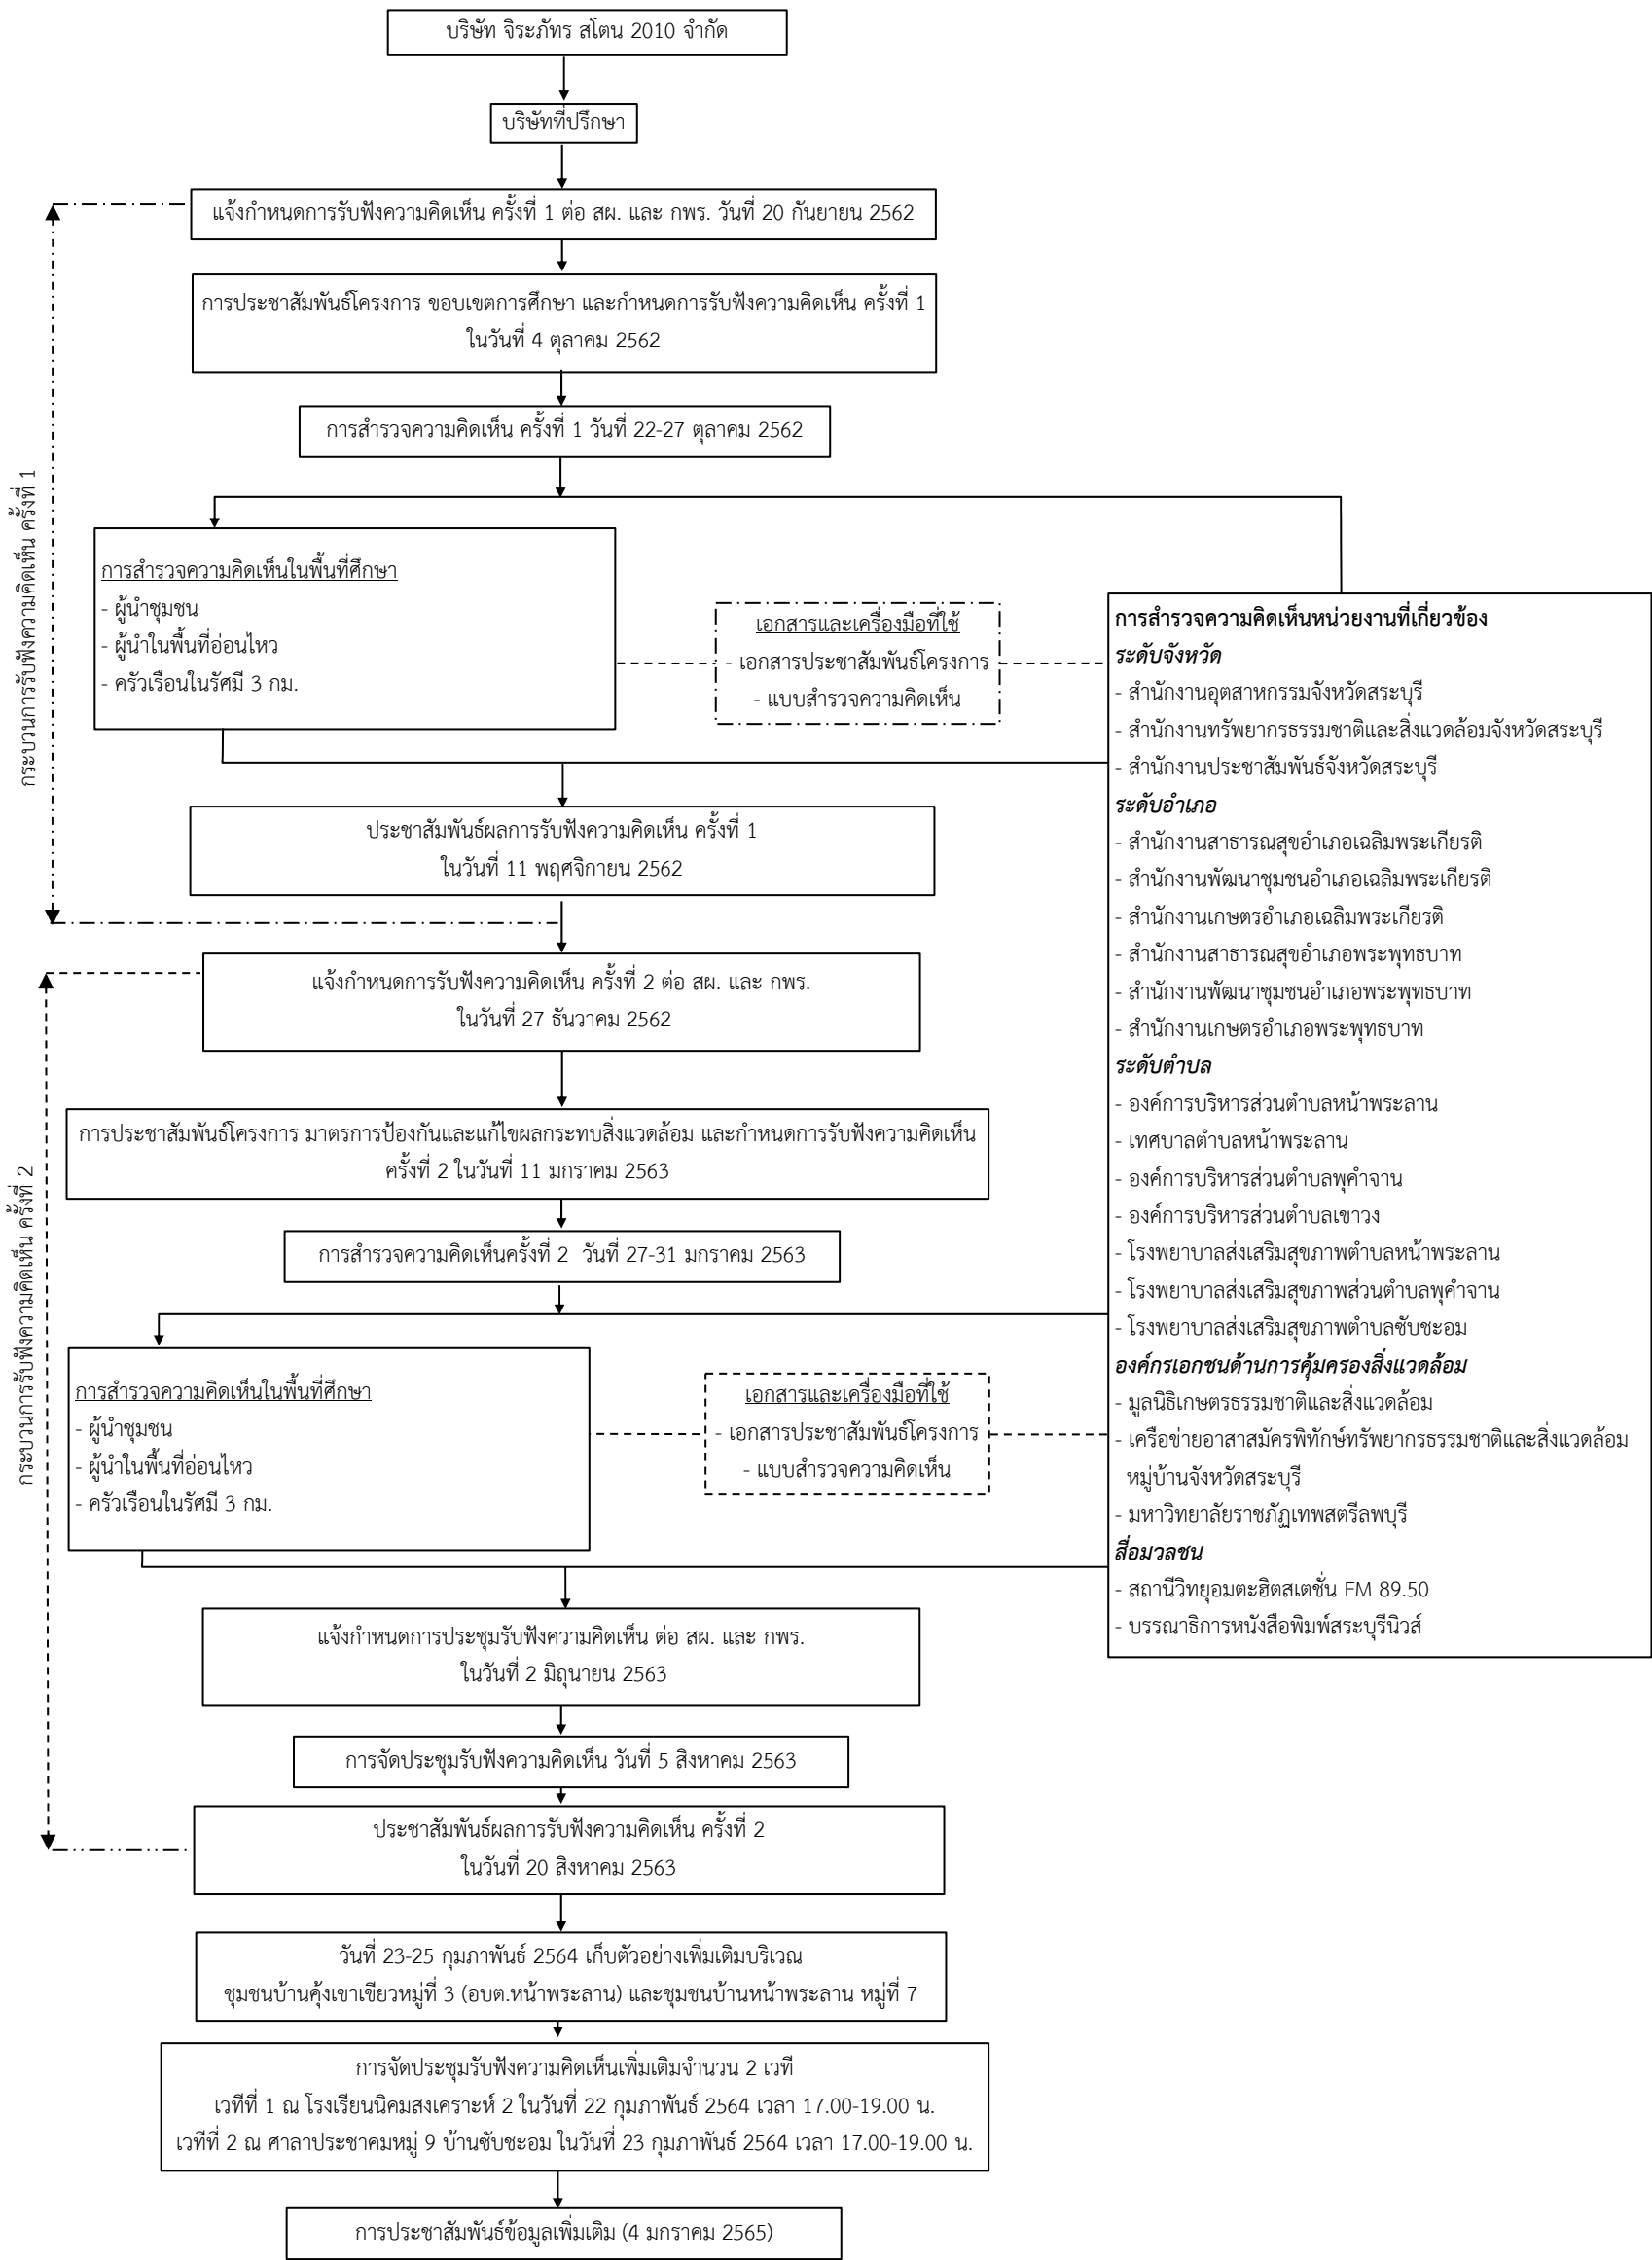 บริษัท จิระภัทร สโตน 2010 จำกัด
บริษัทที่ปรึกษา
แจ้งกำหนดการรับฟังความคิดเห็น ครั้งที่ 1 ต่อ สผ. และ กพร. วันที่ 20 กันยายน 2562
การประชาสัมพันธ์โครงการ ขอบเขตการศึกษา และกำหนดการรับฟังความคิดเห็น ครั้งที่ 1
ในวันที่ 4 ตุลาคม 2562
การสำรวจความคิดเห็น ครั้งที่ 1 วันที่ 22-27 ตุลาคม 2562
กระบวนการรับฟังความคิดเห็น ครั้งที่ 1
การสำรวจความคิดเห็นในพื้นที่ศึกษา
- ผู้นำชุมชน
- ผู้นำในพื้นที่อ่อนไหว
- ครัวเรือนในรัศมี 3 กม.
เอกสารและเครื่องมือที่ใช้
- เอกสารประชาสัมพันธ์โครงการ
- แบบสำรวจความคิดเห็น
การสำรวจความคิดเห็นหน่วยงานที่เกี่ยวข้อง
ระดับจังหวัด
- สำนักงานอุตสาหกรรมจังหวัดสระบุรี
- สำนักงานทรัพยากรธรรมชาติและสิ่งแวดล้อมจังหวัดสระบุรี
- สำนักงานประชาสัมพันธ์จังหวัดสระบุรี
ระดับอำเภอ
- สำนักงานสาธารณสุขอำเภอเฉลิมพระเกียรติ
- สำนักงานพัฒนาชุมชนอำเภอเฉลิมพระเกียรติ
- สำนักงานเกษตรอำเภอเฉลิมพระเกียรติ
- สำนักงานสาธารณสุขอำเภอพระพุทธบาท
- สำนักงานพัฒนาชุมชนอำเภอพระพุทธบาท
- สำนักงานเกษตรอำเภอพระพุทธบาท
ระดับตำบล
- องค์การบริหารส่วนตำบลหน้าพระลาน
- เทศบาลตำบลหน้าพระลาน
- องค์การบริหารส่วนตำบลพุคำจาน
- องค์การบริหารส่วนตำบลเขาวง
- โรงพยาบาลส่งเสริมสุขภาพตำบลหน้าพระลาน
- โรงพยาบาลส่งเสริมสุขภาพส่วนตำบลพุคำจาน
- โรงพยาบาลส่งเสริมสุขภาพตำบลซับชะอม
องค์กรเอกชนด้านการคุ้มครองสิ่งแวดล้อม
- มูลนิธิเกษตรธรรมชาติและสิ่งแวดล้อม
- เครือข่ายอาสาสมัครพิทักษ์ทรัพยากรธรรมชาติและสิ่งแวดล้อม
หมู่บ้านจังหวัดสระบุรี
- มหาวิทยาลัยราชภัฏเทพสตรีลพบุรี
สื่อมวลชน
- สถานีวิทยุอมตะฮิตสเตชั่น FM 89.50
- บรรณาธิการหนังสือพิมพ์สระบุรีนิวส์
ประชาสัมพันธ์ผลการรับฟังความคิดเห็น ครั้งที่ 1
ในวันที่ 11 พฤศจิกายน 2562
แจ้งกำหนดการรับฟังความคิดเห็น ครั้งที่ 2 ต่อ สผ. และ กพร.
ในวันที่ 27 ธันวาคม 2562
การประชาสัมพันธ์โครงการ มาตรการป้องกันและแก้ไขผลกระทบสิ่งแวดล้อม และกำหนดการรับฟังความคิดเห็น
ครั้งที่ 2 ในวันที่ 11 มกราคม 2563
การสำรวจความคิดเห็นครั้งที่ 2 วันที่ 27-31 มกราคม 2563
กระบวนการรับฟังความคิดเห็น ครั้งที่ 2
การสำรวจความคิดเห็นในพื้นที่ศึกษา
- ผู้นำชุมชน
- ผู้นำในพื้นที่อ่อนไหว
- ครัวเรือนในรัศมี 3 กม.
เอกสารและเครื่องมือที่ใช้
- เอกสารประชาสัมพันธ์โครงการ
- แบบสำรวจความคิดเห็น
แจ้งกำหนดการประชุมรับฟังความคิดเห็น ต่อ สผ. และ กพร.
ในวันที่ 2 มิถุนายน 2563
การจัดประชุมรับฟังความคิดเห็น วันที่ 5 สิงหาคม 2563
ประชาสัมพันธ์ผลการรับฟังความคิดเห็น ครั้งที่ 2
ในวันที่ 20 สิงหาคม 2563
วันที่ 23-25 กุมภาพันธ์ 2564 เก็บตัวอย่างเพิ่มเติมบริเวณ
ชุมชนบ้านคุ้งเขาเขียวหมู่ที่ 3 (อบต.หน้าพระลาน) และชุมชนบ้านหน้าพระลาน หมู่ที่ 7
การจัดประชุมรับฟังความคิดเห็นเพิ่มเติมจำนวน 2 เวที
เวทีที่ 1 ณ โรงเรียนนิคมสงเคราะห์ 2 ในวันที่ 22 กุมภาพันธ์ 2564 เวลา 17.00-19.00 น.
เวทีที่ 2 ณ ศาลาประชาคมหมู่ 9 บ้านซับชะอม ในวันที่ 23 กุมภาพันธ์ 2564 เวลา 17.00-19.00 น.
การประชาสัมพันธ์ข้อมูลเพิ่มเติม (4 มกราคม 2565)